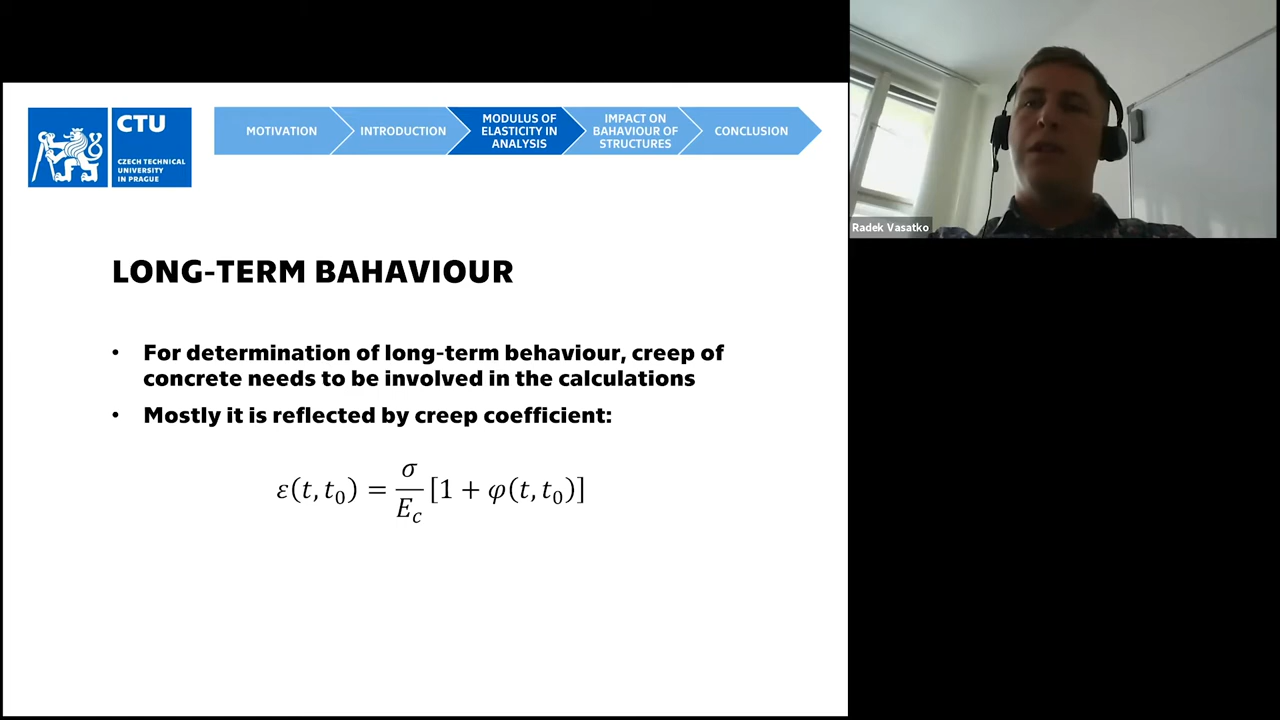 CTU
CZECH TECHNICAL
UNIVERSITY
IN PRAGUE
MOTIVATION
INTRODUCTION
MODULUS OF
ELASTICITY IN
ANALYSIS
IMPACT ON
BAHAVIOUR OF
STRUCTURES
CONCLUSION
Radek Vasatko
LONG-TERM BAHAVIOUR
• For determination of long-term behaviour, creep of
concrete needs to be involved in the calculations
• Mostly it is reflected by creep coefficient:
ε(t, t₀) = σ/E_c [1 + φ(t, t₀)]